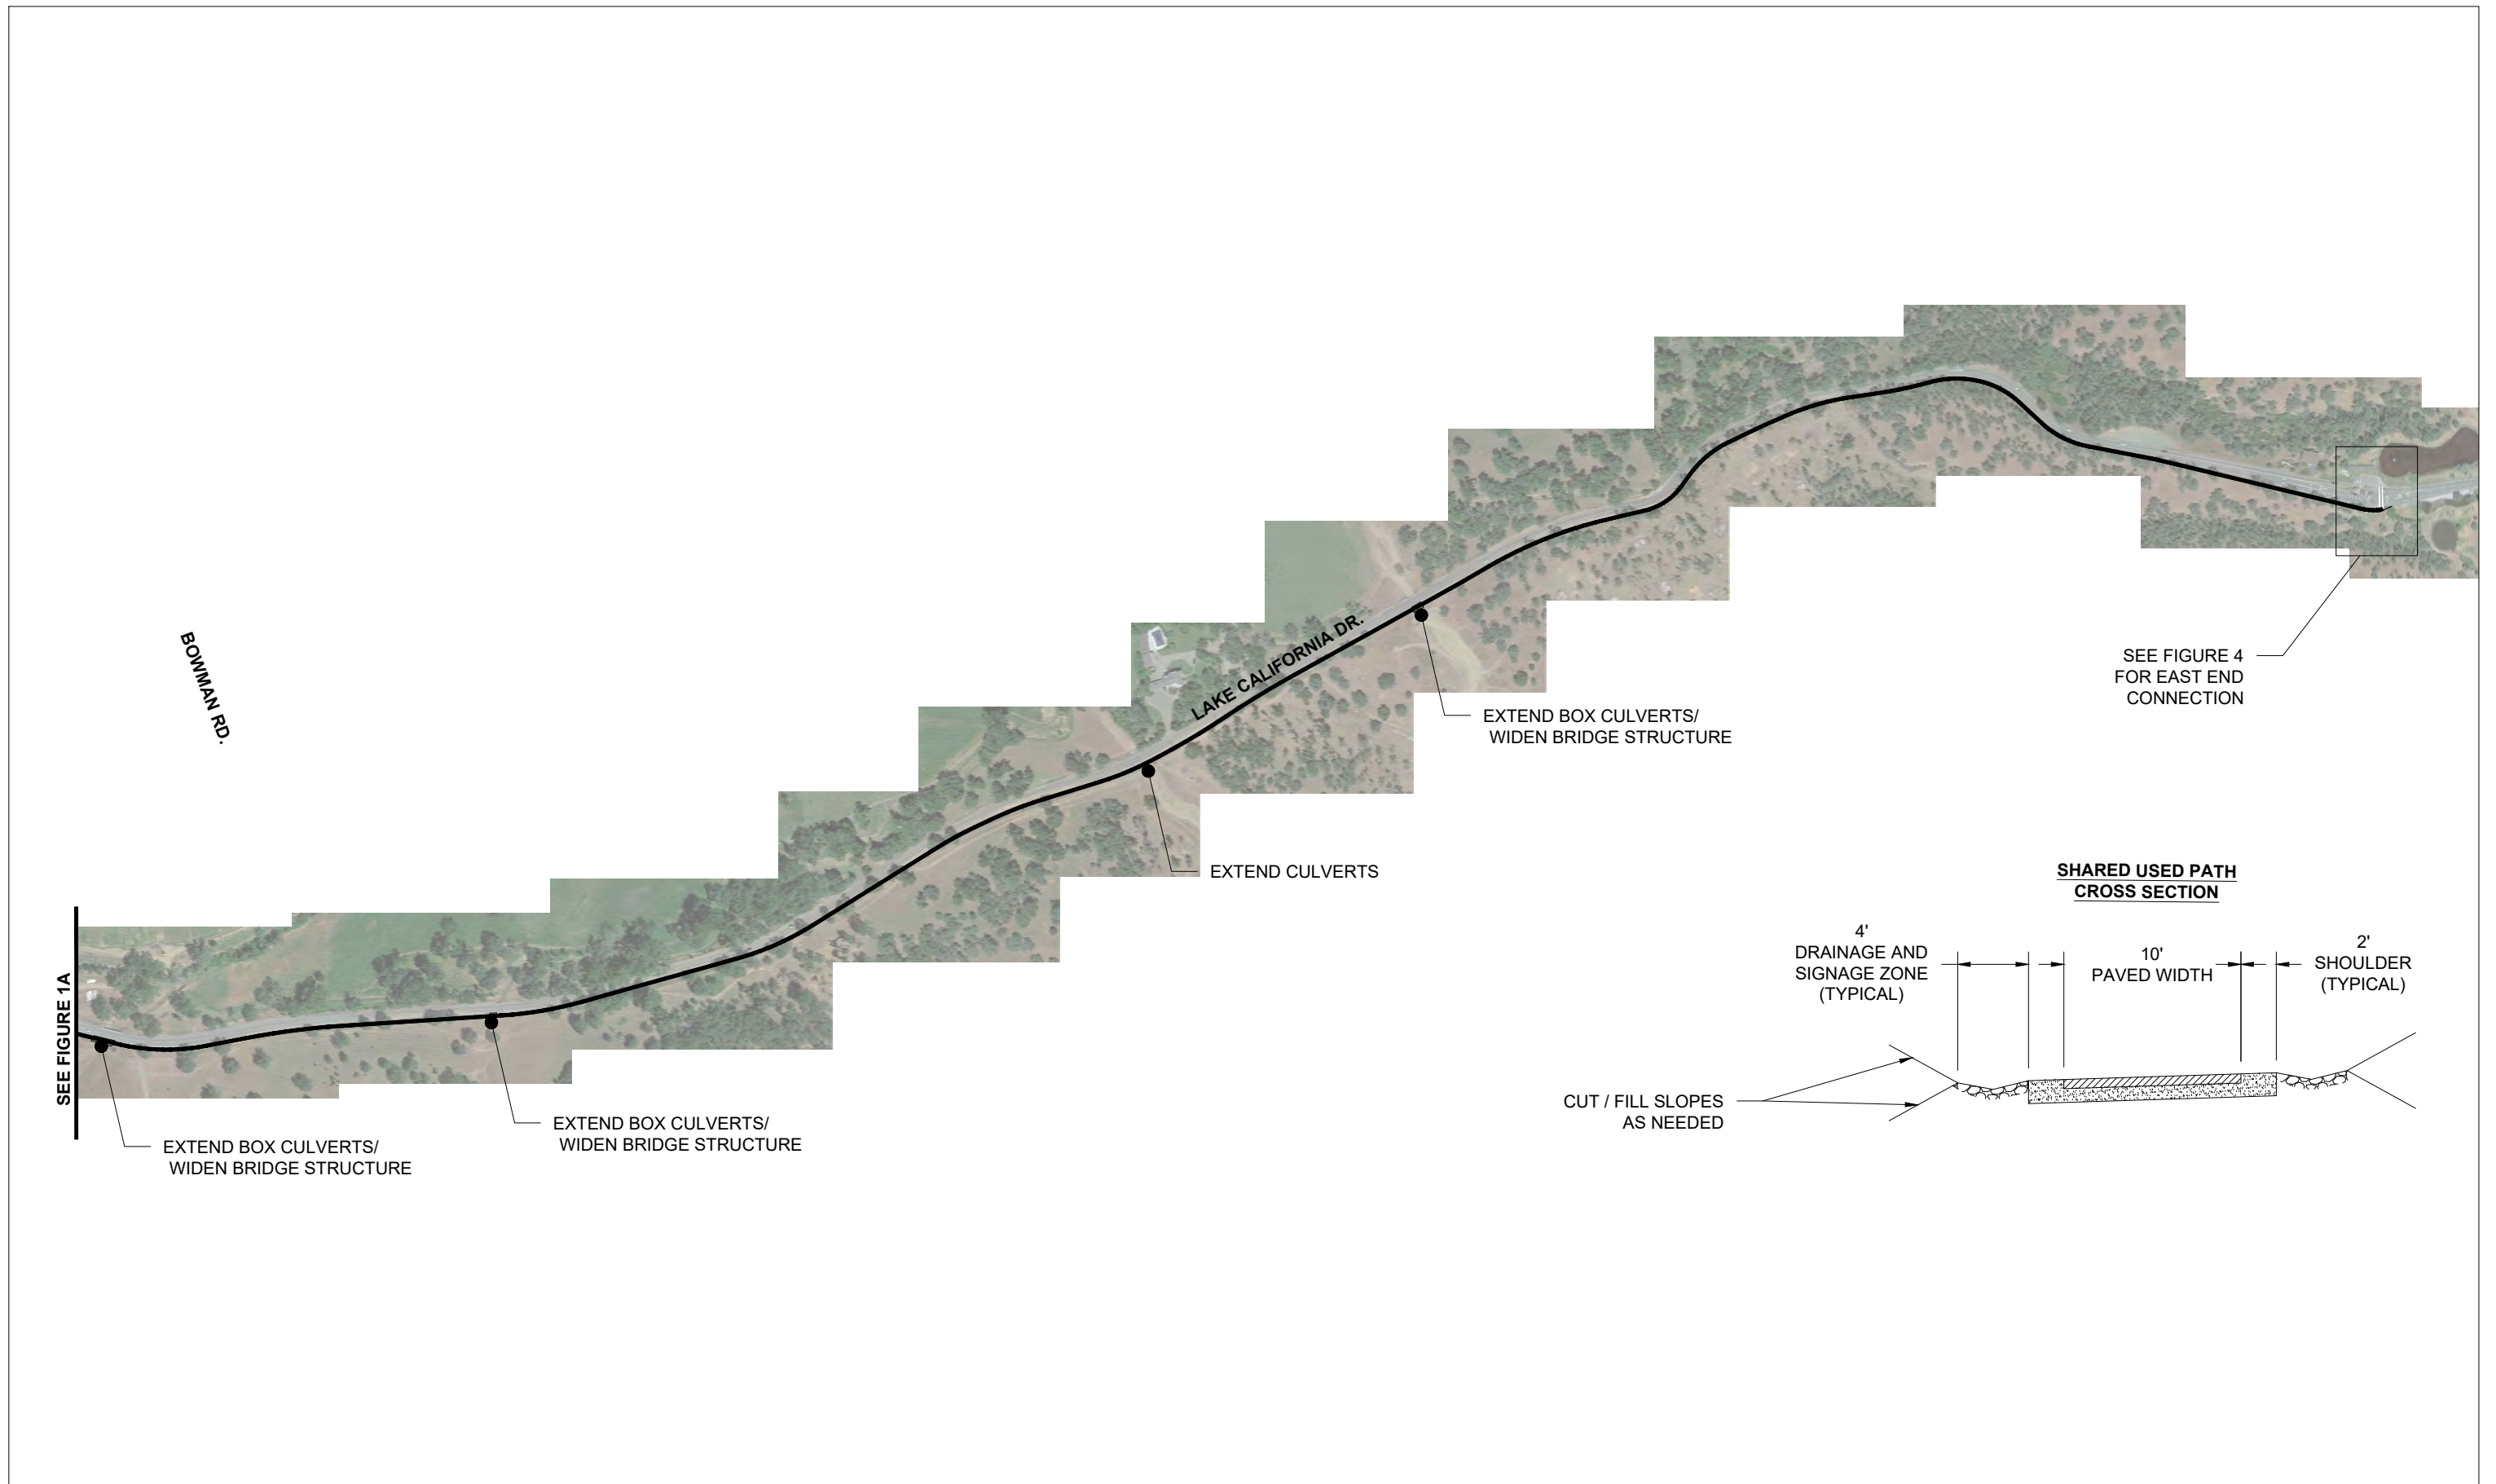 BOWMAN RD.
LAKE CALIFORNIA DR.
SEE FIGURE 4
FOR EAST END
CONNECTION
EXTEND BOX CULVERTS/
WIDEN BRIDGE STRUCTURE
EXTEND CULVERTS
SEE FIGURE 1A
EXTEND BOX CULVERTS/
WIDEN BRIDGE STRUCTURE
EXTEND BOX CULVERTS/
WIDEN BRIDGE STRUCTURE
SHARED USED PATH
CROSS SECTION
4'
DRAINAGE AND
SIGNAGE ZONE
(TYPICAL)
10'
PAVED WIDTH
2'
SHOULDER
(TYPICAL)
CUT / FILL SLOPES
AS NEEDED